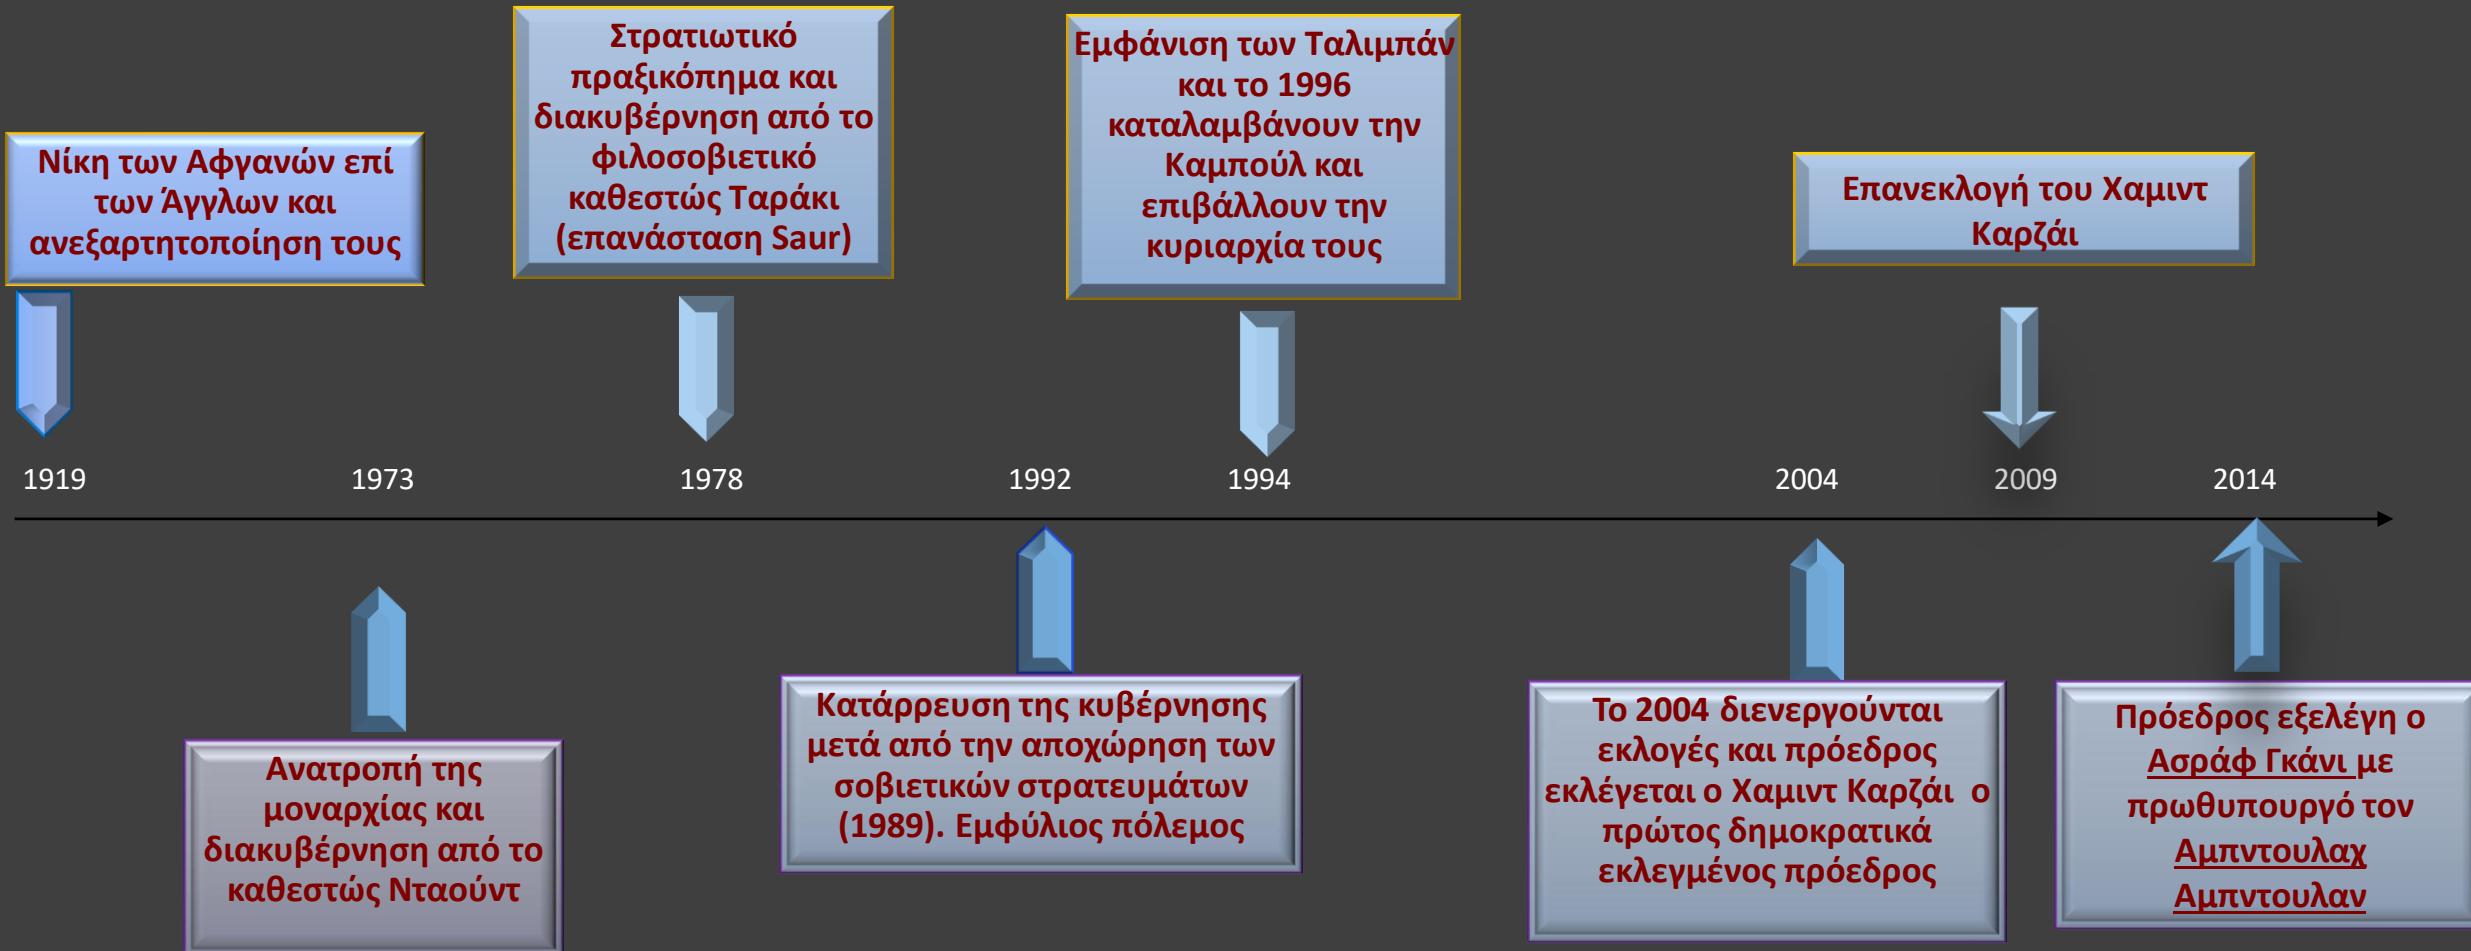 Νίκη των Αφγανών επί
των Άγγλων και
ανεξαρτητοποίηση τους
Στρατιωτικό
πραξικόπημα και
διακυβέρνηση από το
φιλοσοβιετικό
καθεστώς Ταράκι
(επανάσταση Saur)
Εμφάνιση των Ταλιμπάν
και το 1996
καταλαμβάνουν την
Καμπούλ και
επιβάλλουν την
κυριαρχία τους
Επανεκλογή του Χαμιντ
Καρζάι
1919 1973 1978 1992 1994 2004 2009 2014
Ανατροπή της
μοναρχίας και
διακυβέρνηση από το
καθεστώς Νταούντ
Κατάρρευση της κυβέρνησης
μετά από την αποχώρηση των
σοβιετικών στρατευμάτων
(1989). Εμφύλιος πόλεμος
Το 2004 διενεργούνται
εκλογές και πρόεδρος
εκλέγεται ο Χαμιντ Καρζάι ο
πρώτος δημοκρατικά
εκλεγμένος πρόεδρος
Πρόεδρος εξελέγη ο
Ασράφ Γκάνι με
πρωθυπουργό τον
Αμπντουλαχ
Αμπντουλαν